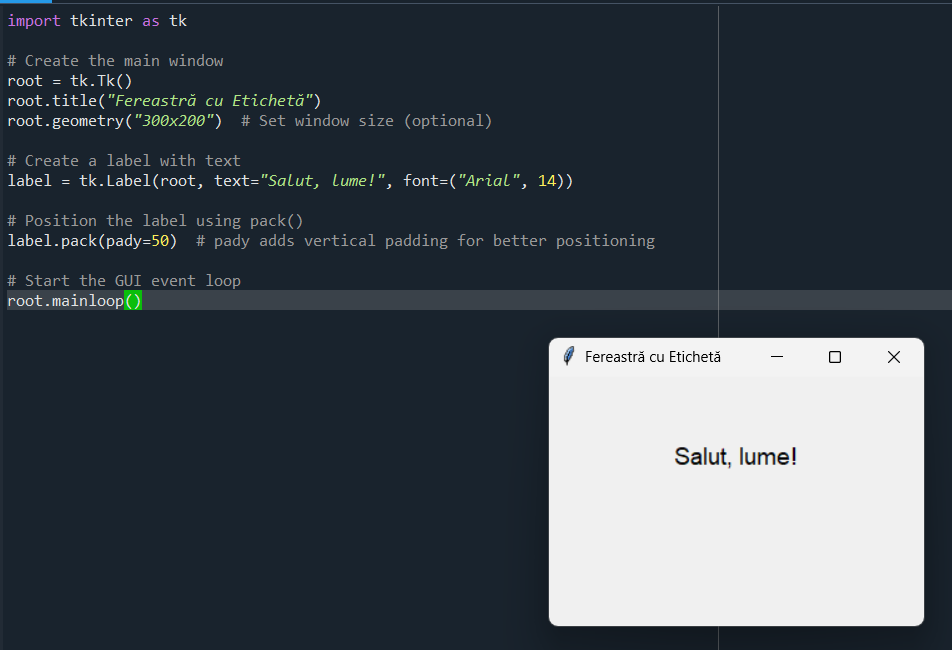 import tkinter as tk
# Create the main window
root = tk.Tk()
root.title("Fereastră cu Etichetă")
root.geometry("300x200")  # Set window size (optional)
# Create a label with text
label = tk.Label(root, text="Salut, lume!", font=("Arial", 14))
# Position the label using pack()
label.pack(pady=50)  # pady adds vertical padding for better positioning
# Start the GUI event loop
root.mainloop()
Fereastră cu Etichetă
Salut, lume!